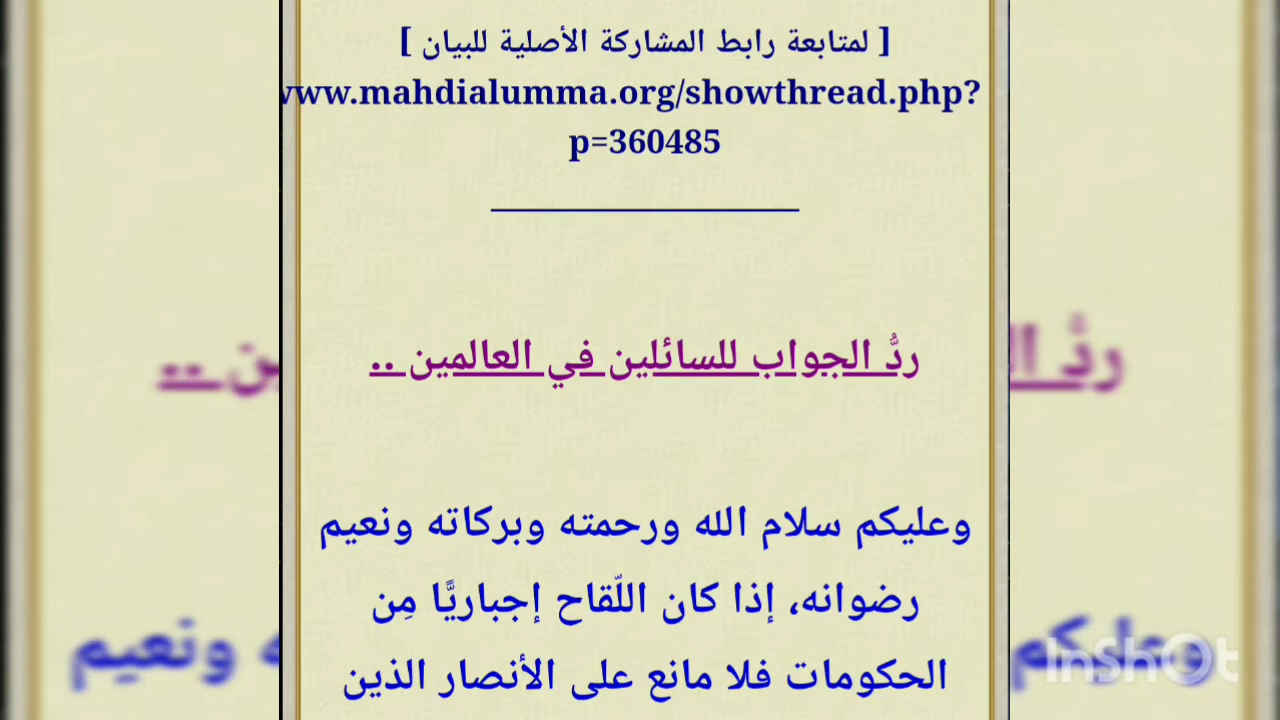 [ لمتابعة رابط المشاركة الأصلية للبيان ]
www.mahdialumma.org/showthread.php?
p=360485
ردُّ الجواب للسائلين في العالمين ..
وعليكم سلام الله ورحمته وبركاته ونعيم
رضوانه، إذا كان اللّقاح إجباريًّا مِن
الحكومات فلا مانع على الأنصار الذين
InShOt